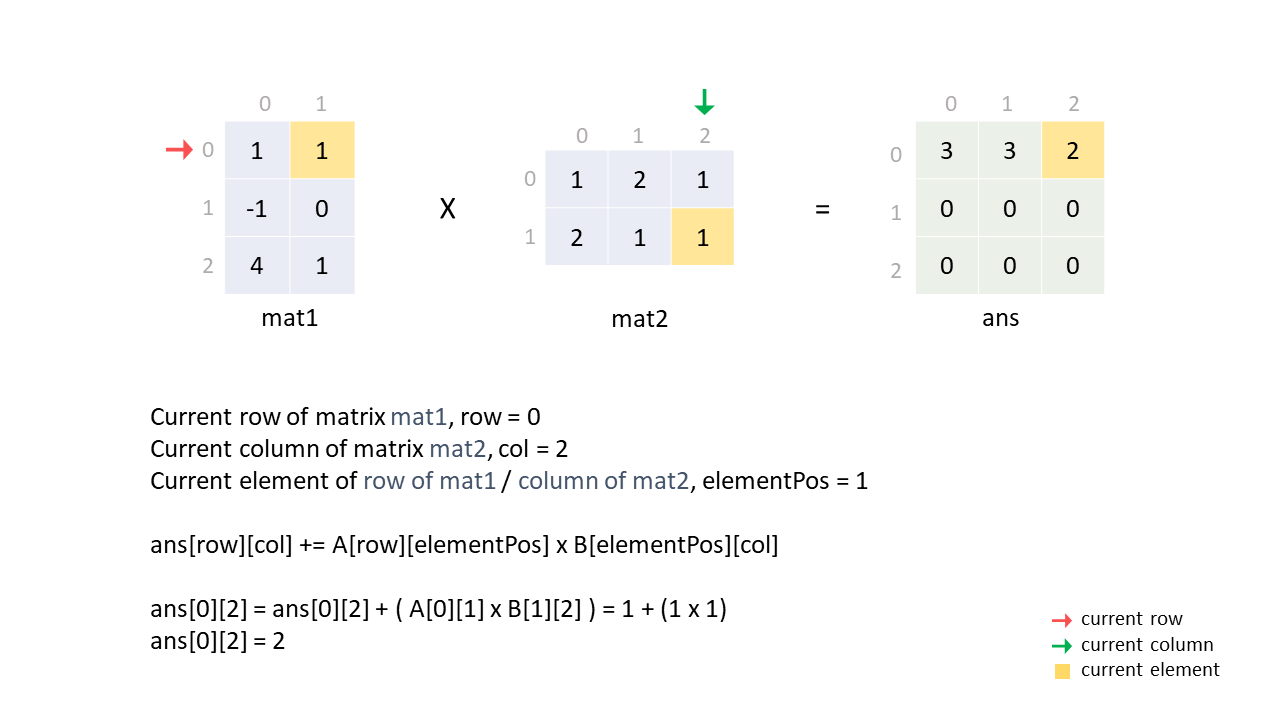 0 1
0 1 1
1 -1 0
2 4 1
mat1
X
0 1 2
0 1 2 1
1 2 1 1
mat2
=
0 1 2
0 3 3 2
1 0 0 0
2 0 0 0
ans
Current row of matrix mat1, row = 0
Current column of matrix mat2, col = 2
Current element of row of mat1 / column of mat2, elementPos = 1
ans[row][col] += A[row][elementPos] x B[elementPos][col]
ans[0][2] = ans[0][2] + ( A[0][1] x B[1][2] ) = 1 + (1 x 1)
ans[0][2] = 2
current row
current column
current element